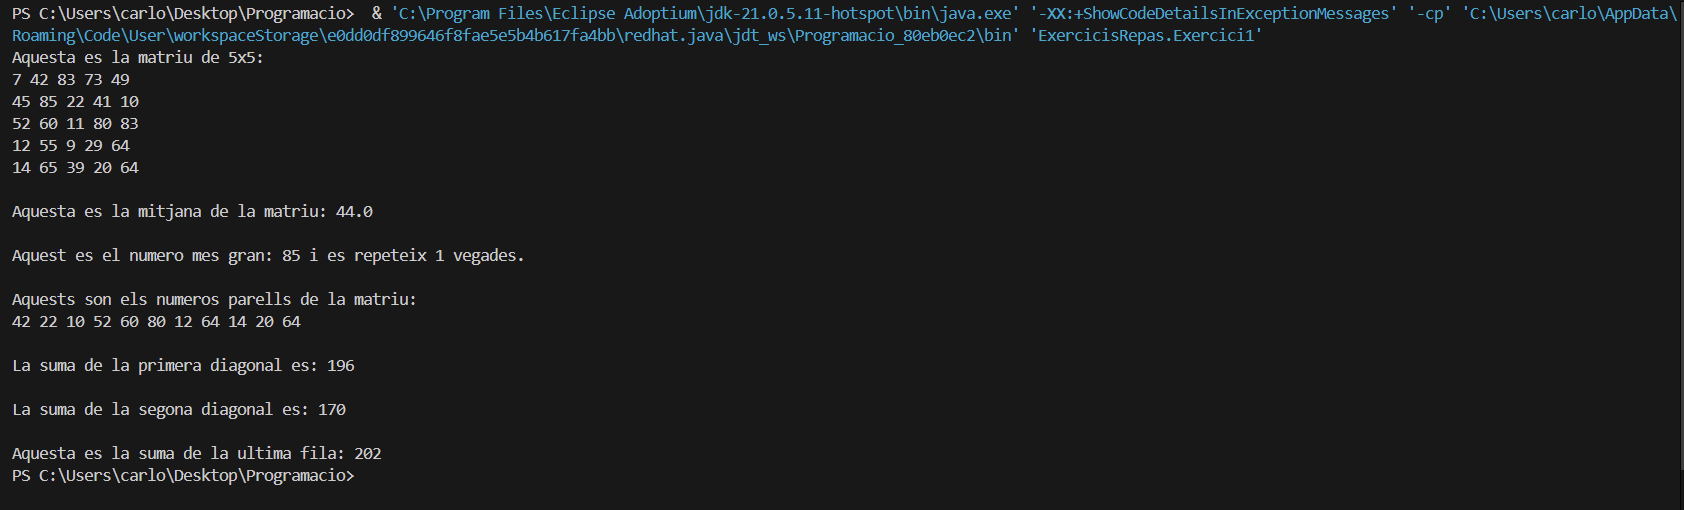 PS C:\Users\carlo\Desktop\Programacio>  & 'C:\Program Files\Eclipse Adoptium\jdk-21.0.5.11-hotspot\bin\java.exe' '-XX:+ShowCodeDetailsInExceptionMessages' '-cp' 'C:\Users\carlo\AppData\
Roaming\Code\User\workspaceStorage\e0dd0df899646f8fae5e5b4b617fa4bb\redhat.java\jdt_ws\Programacio_80eb0ec2\bin' 'ExercicisRepas.Exercici1'
Aquesta es la matriu de 5x5:
7 42 83 73 49
45 85 22 41 10
52 60 11 80 83
12 55 9 29 64
14 65 39 20 64
Aquesta es la mitjana de la matriu: 44.0
Aquest es el numero mes gran: 85 i es repeteix 1 vegades.
Aquests son els numeros parells de la matriu:
42 22 10 52 60 80 12 64 14 20 64
La suma de la primera diagonal es: 196
La suma de la segona diagonal es: 170
Aquesta es la suma de la ultima fila: 202
PS C:\Users\carlo\Desktop\Programacio>